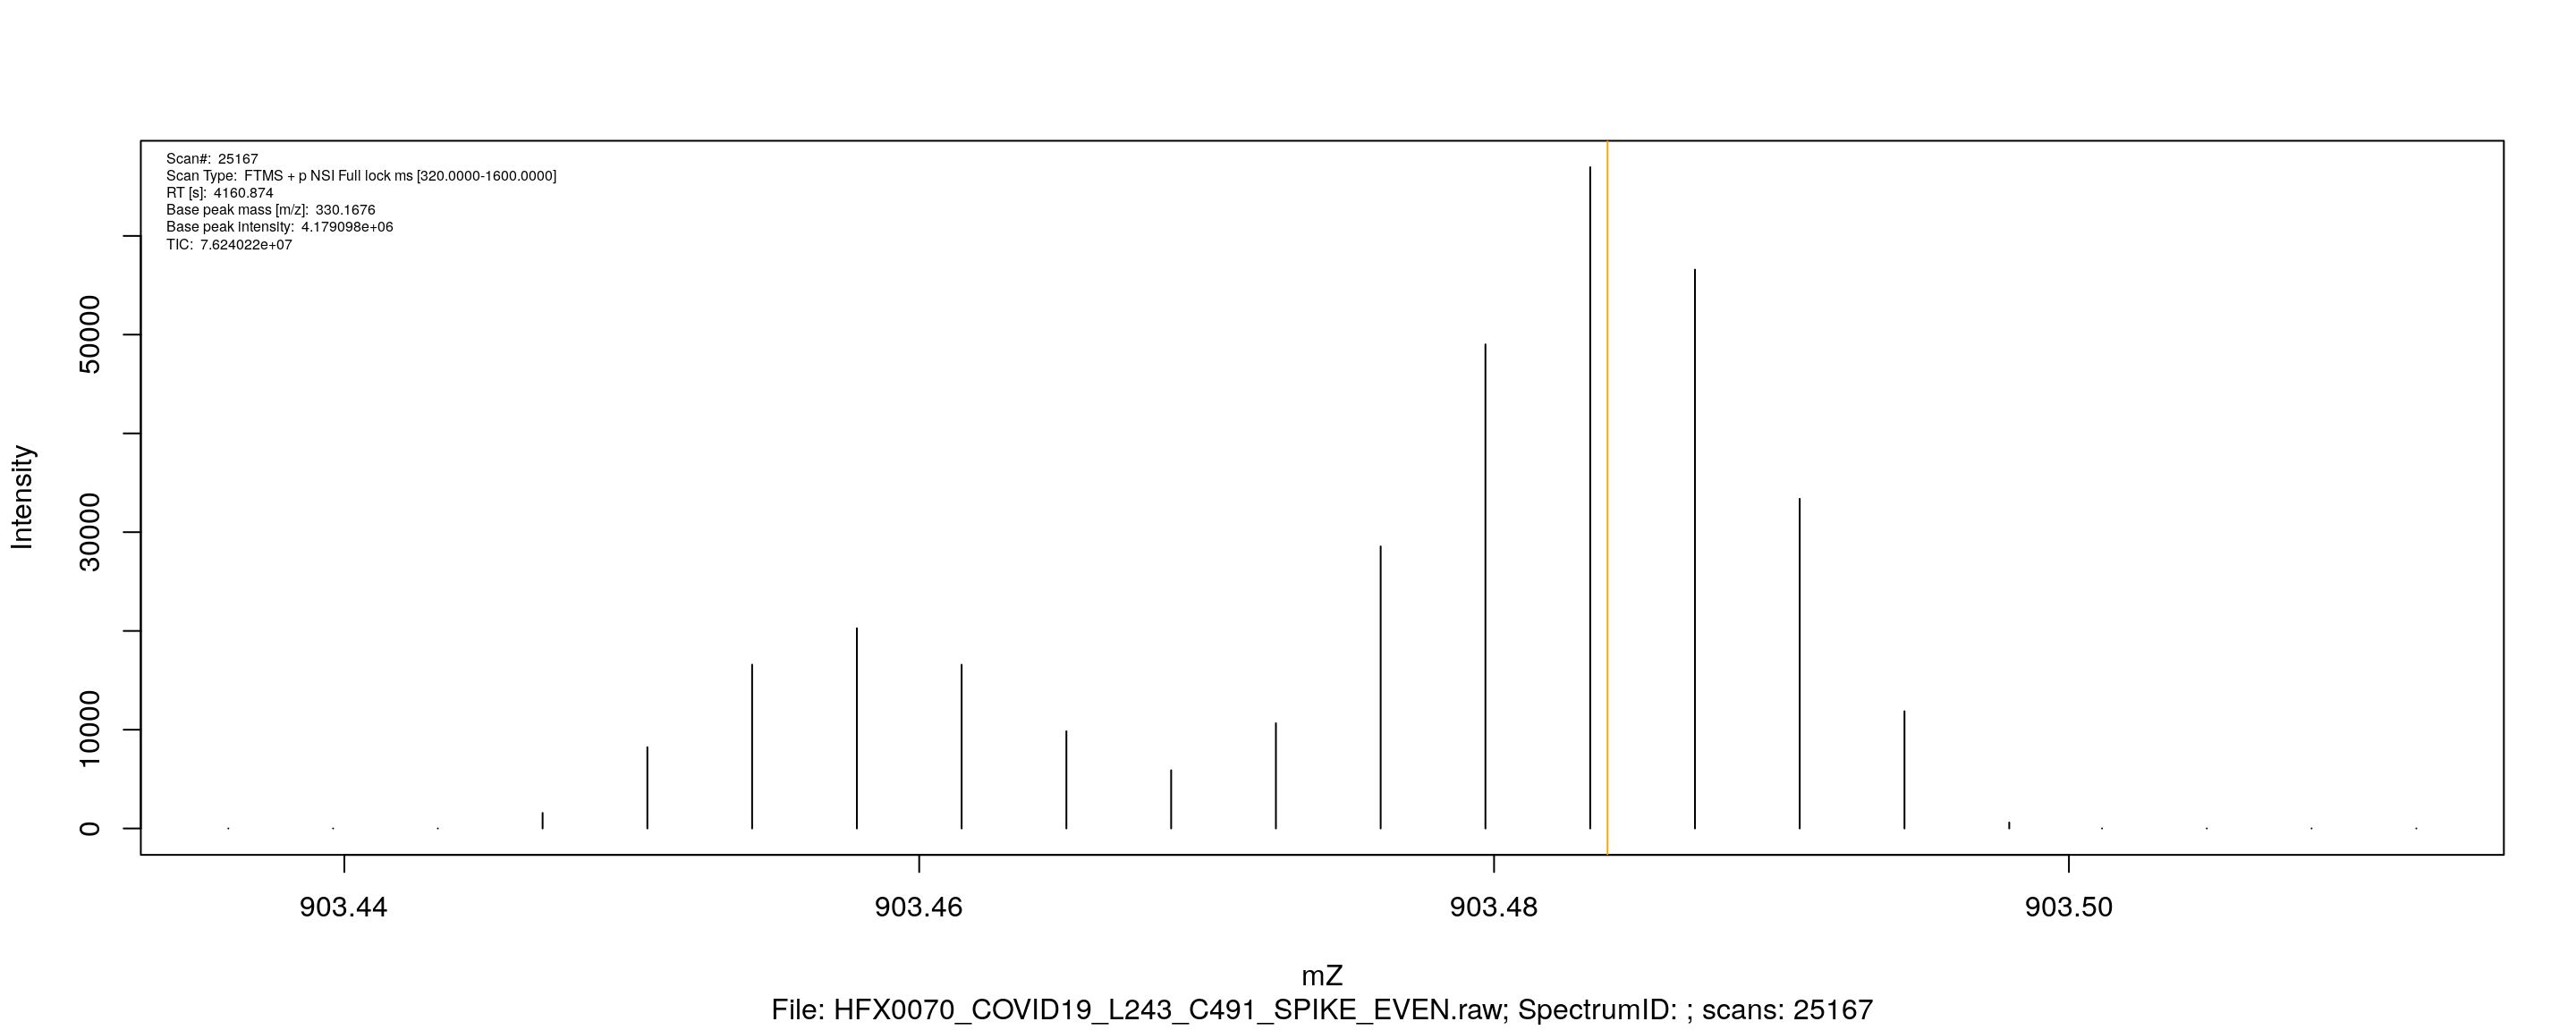 Scan#: 25167
Scan Type: FTMS + p NSI Full lock ms [320.0000-1600.0000]
RT [s]: 4160.874
Base peak mass [m/z]: 330.1676
Base peak intensity: 4.179098e+06
TIC: 7.624022e+07
50000
30000
10000
0
Intensity
903.44 903.46 903.48 903.50
mZ
File: HFX0070_COVID19_L243_C491_SPIKE_EVEN.raw; SpectrumID: ; scans: 25167